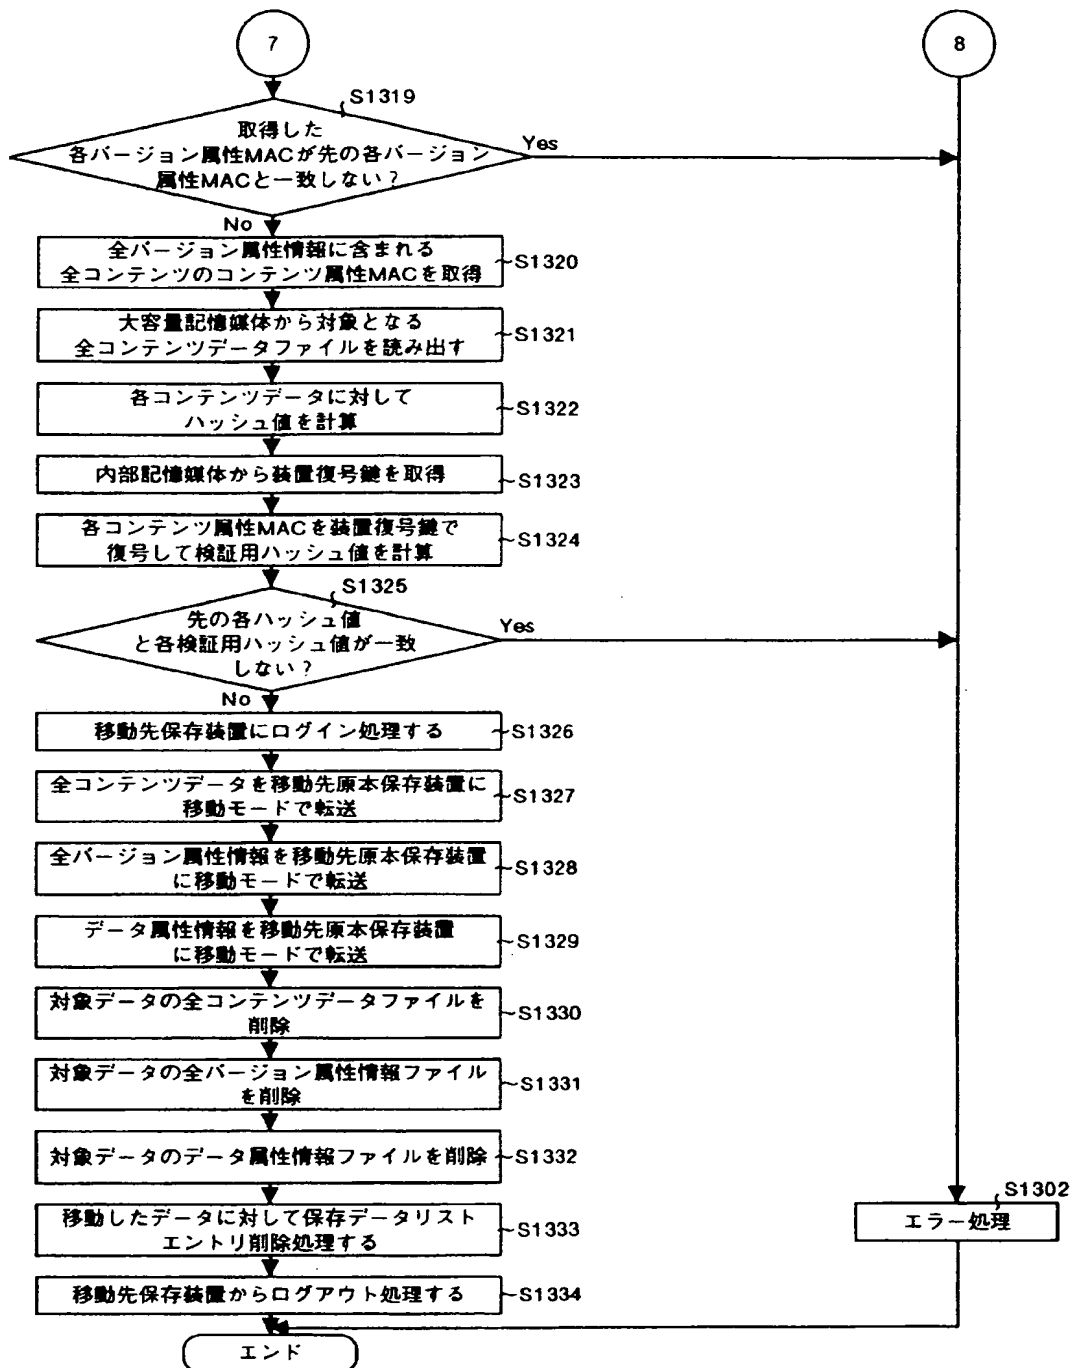 7
8
S1319
取得した
各バージョン属性MACが先の各バージョン
属性MACと一致しない？
Yes
No
全バージョン属性情報に含まれる
全コンテンツのコンテンツ属性MACを取得
S1320
大容量記憶媒体から対象となる
全コンテンツデータファイルを読み出す
S1321
各コンテンツデータに対して
ハッシュ値を計算
S1322
内部記憶媒体から装置復号鍵を取得
S1323
各コンテンツ属性MACを装置復号鍵で
復号して検証用ハッシュ値を計算
S1324
S1325
先の各ハッシュ値
と各検証用ハッシュ値が一致
しない？
Yes
No
移動先保存装置にログイン処理する
S1326
全コンテンツデータを移動先原本保存装置に
移動モードで転送
S1327
全バージョン属性情報を移動先原本保存装置
に移動モードで転送
S1328
データ属性情報を移動先原本保存装置
に移動モードで転送
S1329
対象データの全コンテンツデータファイルを
削除
S1330
対象データの全バージョン属性情報ファイル
を削除
S1331
対象データのデータ属性情報ファイルを削除
S1332
S1302
エラー処理
移動したデータに対して保存データリスト
エントリ削除処理する
S1333
移動先保存装置からログアウト処理する
S1334
エンド